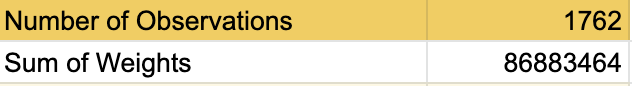 Number of Observations 1762
Sum of Weights 86883464